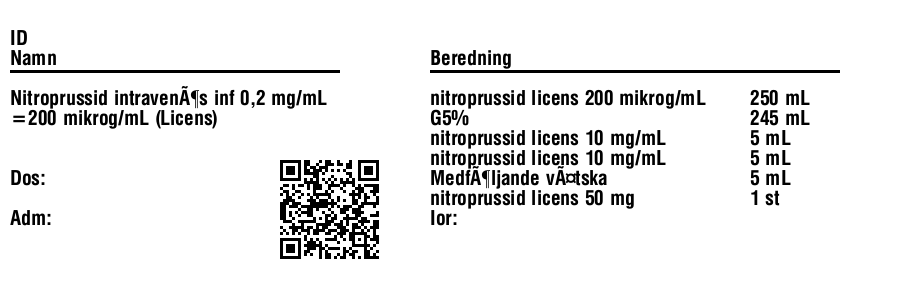 ID
Namn
Nitroprussid intravenÃ¶s inf 0,2 mg/mL
=200 mikrog/mL (Licens)
Dos:
Adm:
Beredning
nitroprussid licens 200 mikrog/mL 250 mL
G5% 245 mL
nitroprussid licens 10 mg/mL 5 mL
nitroprussid licens 10 mg/mL 5 mL
MedfÃ¶ljande vÃ¤tska 5 mL
nitroprussid licens 50 mg 1 st
lor: